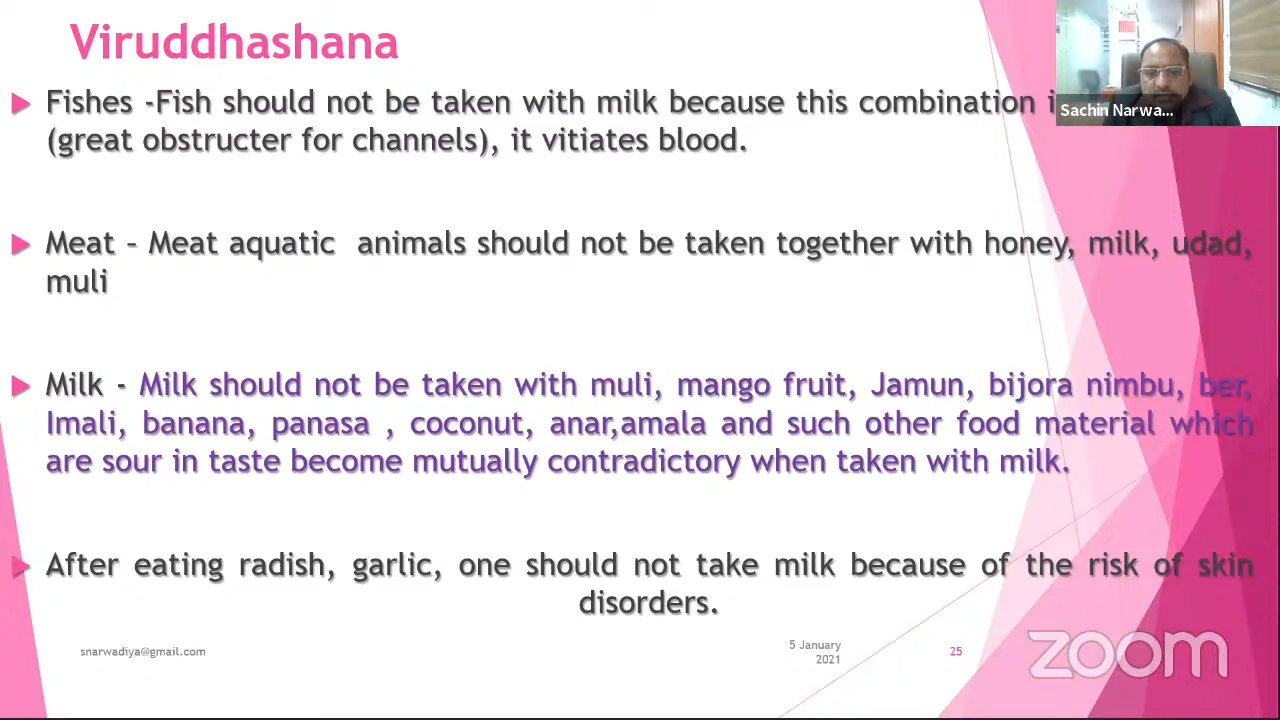 Viruddhashana
Fishes -Fish should not be taken with milk because this combination
(great obstructer for channels), it vitiates blood.
Meat – Meat aquatic animals should not be taken together with honey, milk, udad,
muli
Milk - Milk should not be taken with muli, mango fruit, Jamun, bijora nimbu, ber,
Imali, banana, panasa , coconut, anar,amala and such other food material which
are sour in taste become mutually contradictory when taken with milk.
After eating radish, garlic, one should not take milk because of the risk of skin
disorders.
Sachin Narwa...
snarwadiya@gmail.com
5 January
2021
25
zoom